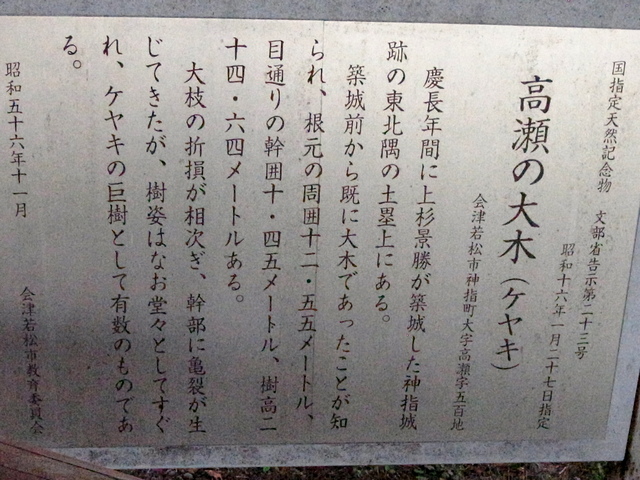 国指定天然記念物
文部省告示第二十三号
昭和十六年一月二十七日指定
高瀬の大木(ケヤキ)
会津若松市神指町大字高瀬字五百地
慶長年間に上杉景勝が築城した神指城
跡の東北隅の土塁上にある。
築城前から既に大木であったことが知
られ、根元の周囲十二・五五メートル、
目通りの幹囲十・四五メートル、樹高二
十四・六四メートルある。
大枝の折損が相次ぎ、幹部に亀裂が生
じてきたが、樹姿はなお堂々としてすぐ
れ、ケヤキの巨樹として有数のものであ
る。
昭和五十六年十一月
会津若松市教育委員会